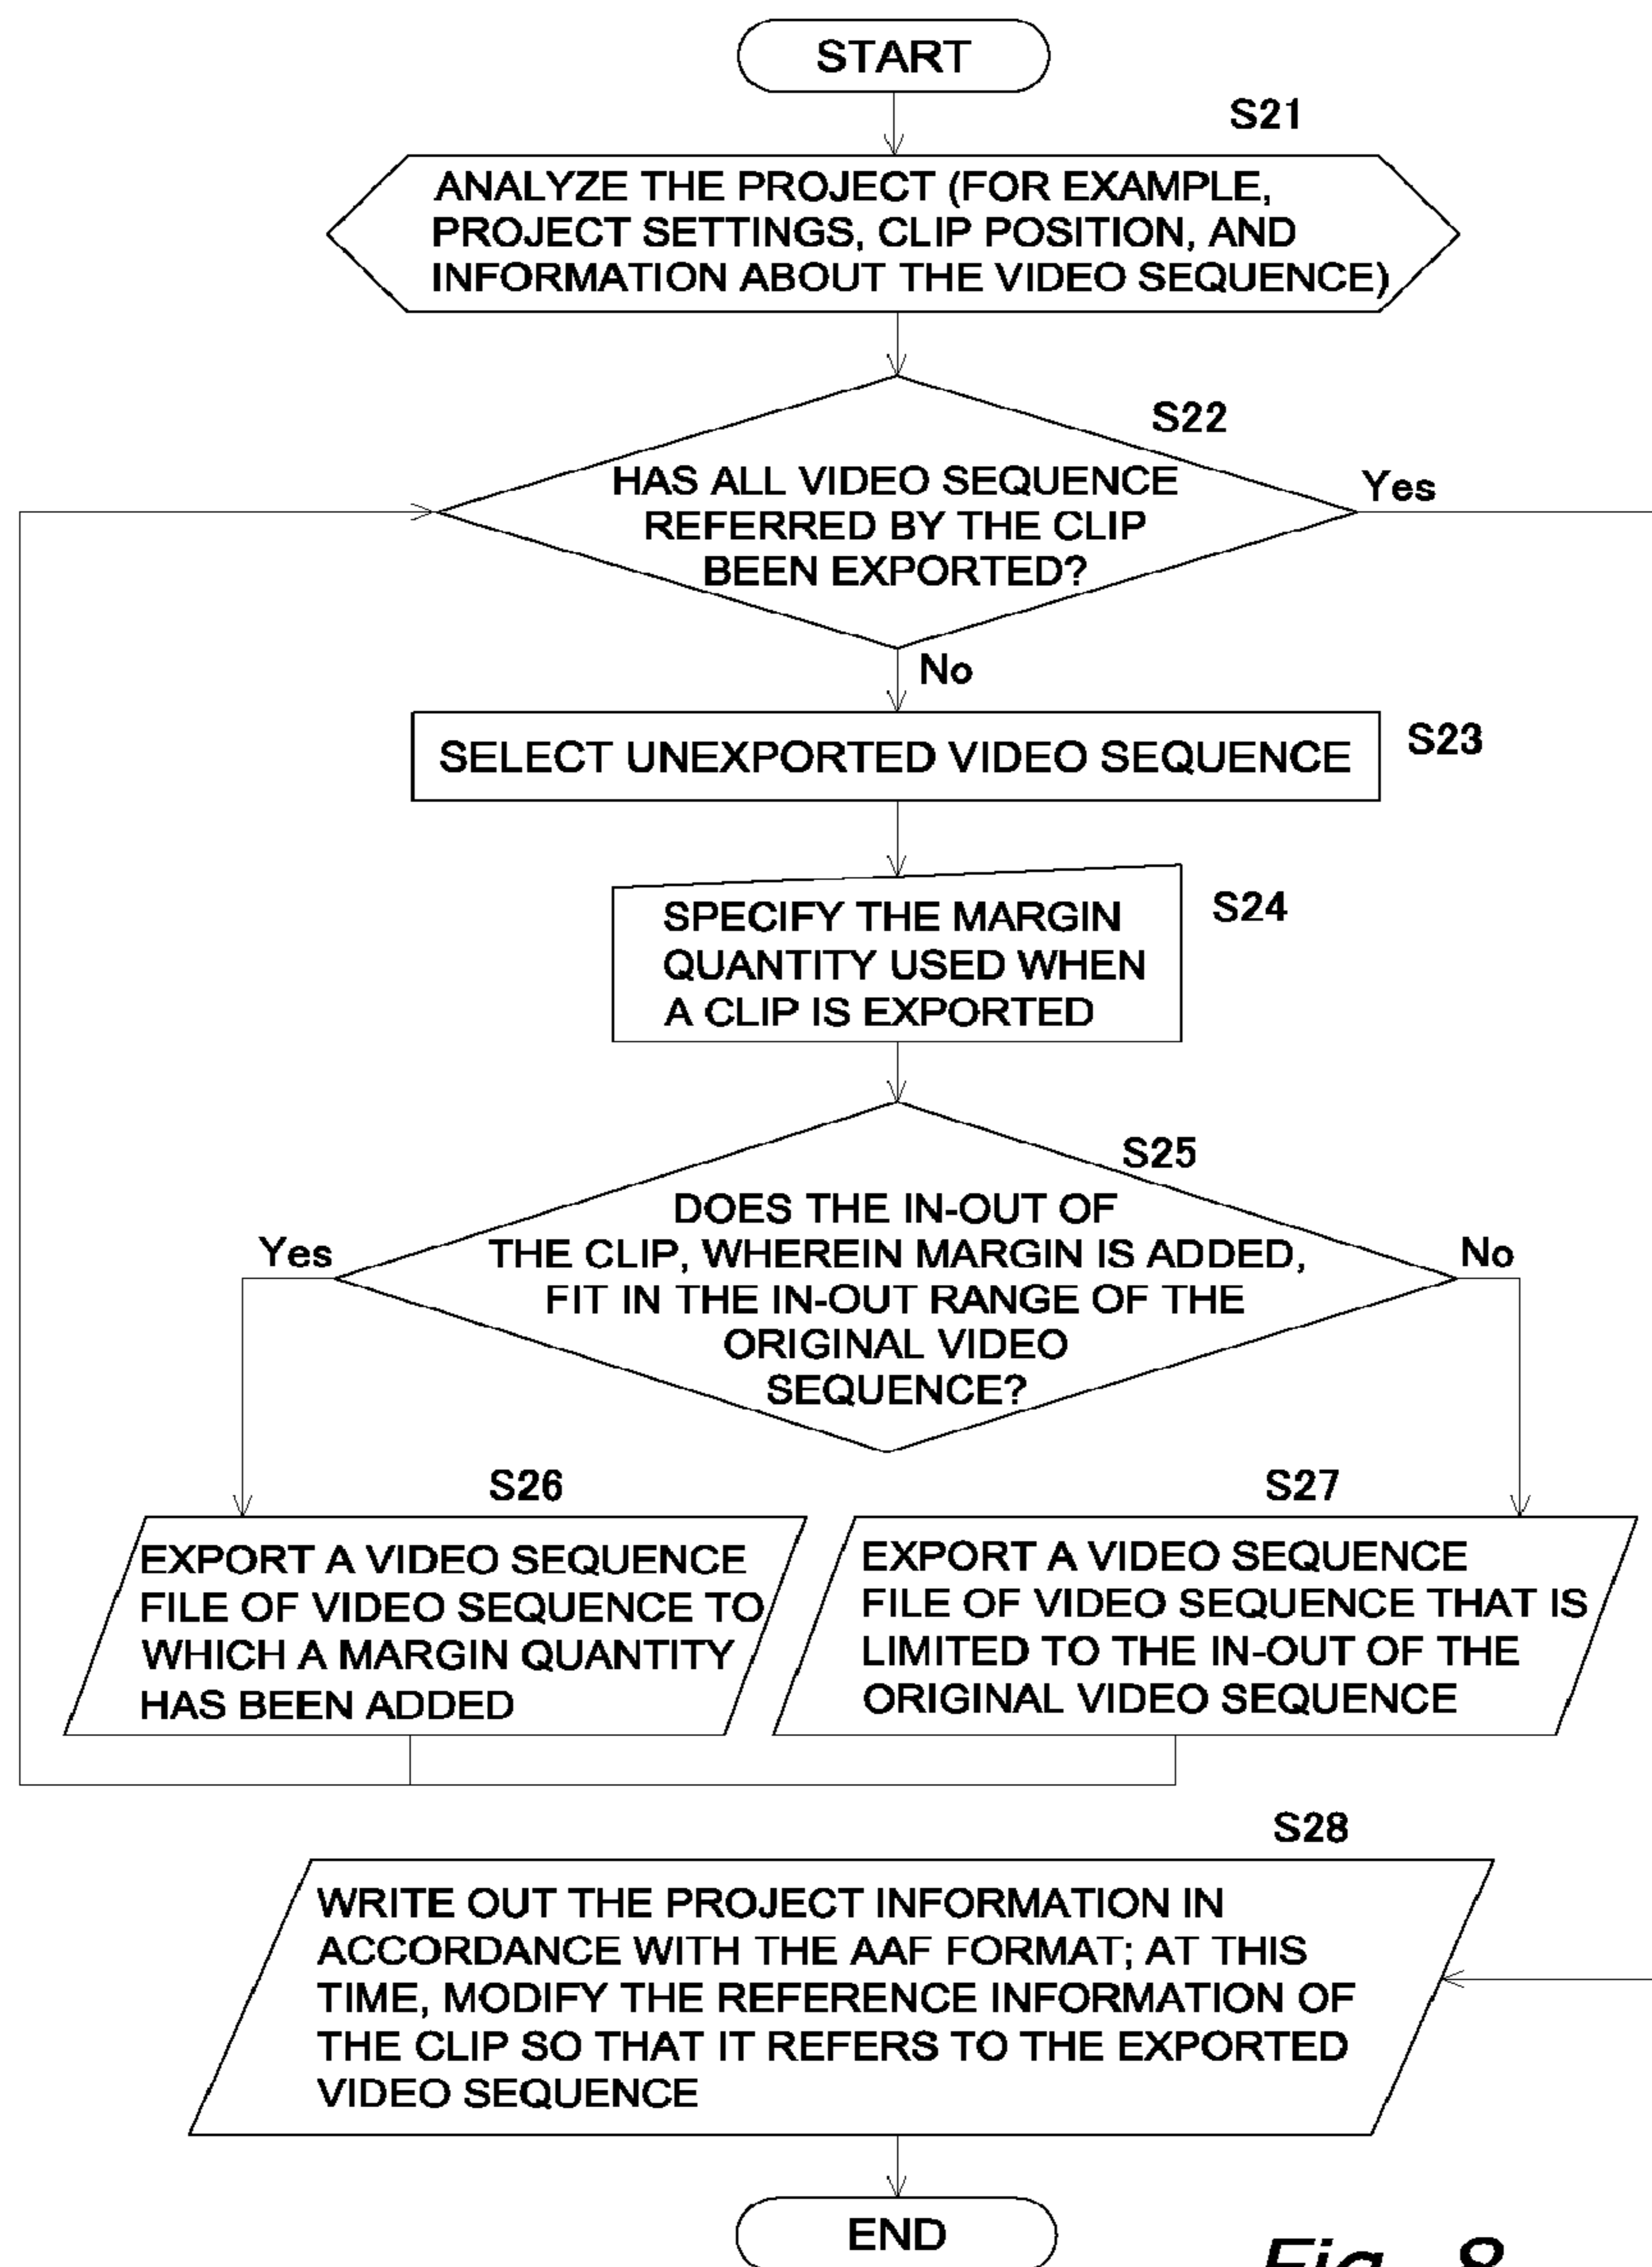 START
S21
ANALYZE THE PROJECT (FOR EXAMPLE,
PROJECT SETTINGS, CLIP POSITION, AND
INFORMATION ABOUT THE VIDEO SEQUENCE)
S22
HAS ALL VIDEO SEQUENCE
REFERRED BY THE CLIP
BEEN EXPORTED?
Yes
No
SELECT UNEXPORTED VIDEO SEQUENCE
S23
SPECIFY THE MARGIN
QUANTITY USED WHEN
A CLIP IS EXPORTED
S24
S25
DOES THE IN-OUT OF
THE CLIP, WHEREIN MARGIN IS ADDED,
FIT IN THE IN-OUT RANGE OF THE
ORIGINAL VIDEO
SEQUENCE?
Yes
No
S26
EXPORT A VIDEO SEQUENCE
FILE OF VIDEO SEQUENCE TO
WHICH A MARGIN QUANTITY
HAS BEEN ADDED
S27
EXPORT A VIDEO SEQUENCE
FILE OF VIDEO SEQUENCE THAT IS
LIMITED TO THE IN-OUT OF THE
ORIGINAL VIDEO SEQUENCE
S28
WRITE OUT THE PROJECT INFORMATION IN
ACCORDANCE WITH THE AAF FORMAT; AT THIS
TIME, MODIFY THE REFERENCE INFORMATION OF
THE CLIP SO THAT IT REFERS TO THE EXPORTED
VIDEO SEQUENCE
END
Fig. 8